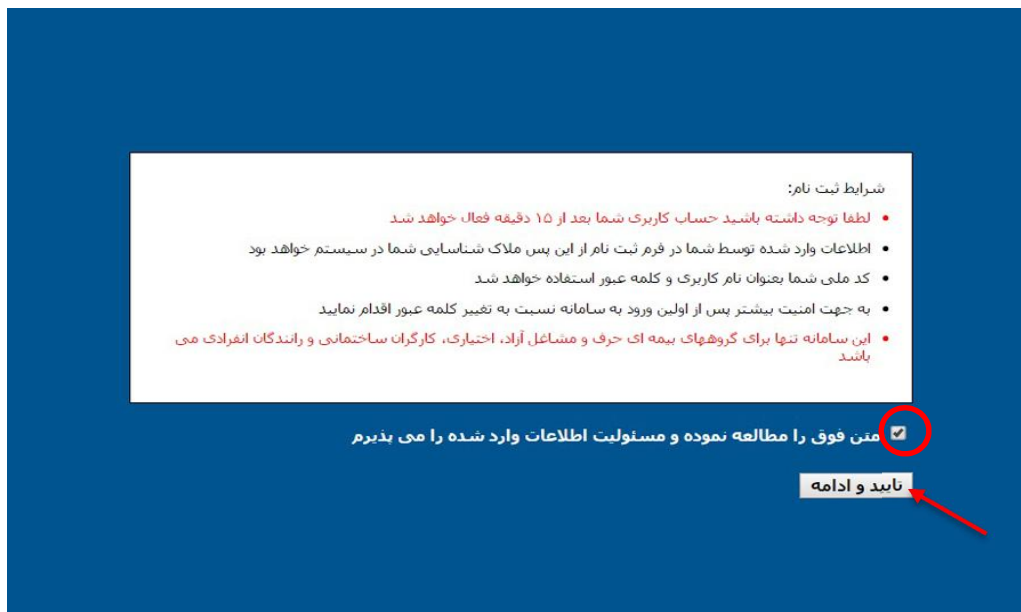 شرایط ثبت نام:
• لطفا توجه داشته باشید حساب کاربری شما بعد از ۱۵ دقیقه فعال خواهد شد
• اطلاعات وارد شده توسط شما در فرم ثبت نام از این پس ملاک شناسایی شما در سیستم خواهد بود
• کد ملی شما بعنوان نام کاربری و کلمه عبور استفاده خواهد شد
• به جهت امنیت بیشتر پس از اولین ورود به سامانه نسبت به تغییر کلمه عبور اقدام نمایید
• این سامانه تنها برای گروههای بیمه ای حرف و مشاغل آزاد، اختیاری، کارگران ساختمانی و رانندگان انفرادی می
باشد
متن فوق را مطالعه نموده و مسئولیت اطلاعات وارد شده را می پذیرم
تایید و ادامه